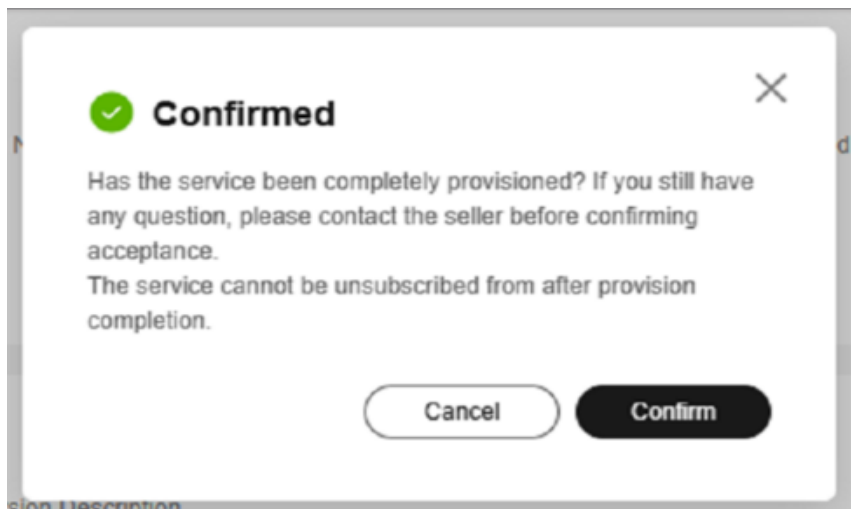 Confirmed
Has the service been completely provisioned? If you still have
any question, please contact the seller before confirming
acceptance.
The service cannot be unsubscribed from after provision
completion.
Cancel
Confirm
Description